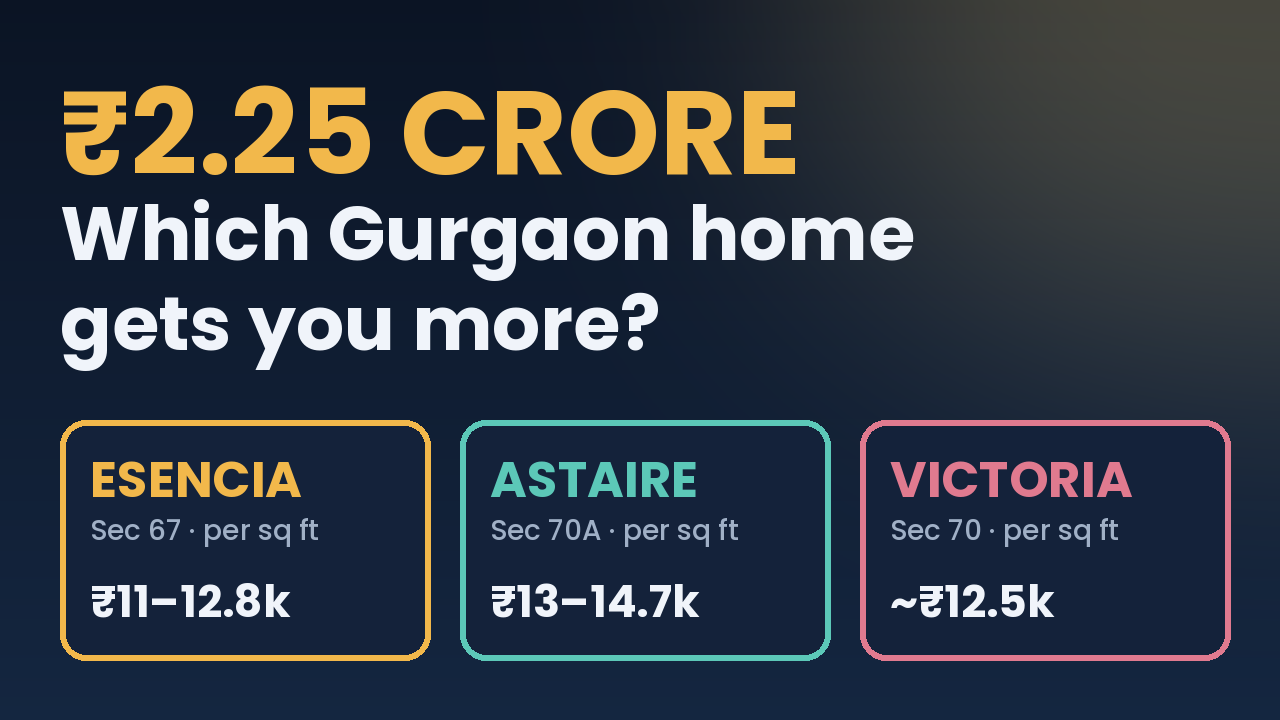 ₹2.25 CRORE
Which Gurgaon home
gets you more?
ESENCIA
Sec 67 · per sq ft
₹11–12.8k
ASTAIRE
Sec 70A · per sq ft
₹13–14.7k
VICTORIA
Sec 70 · per sq ft
~₹12.5k